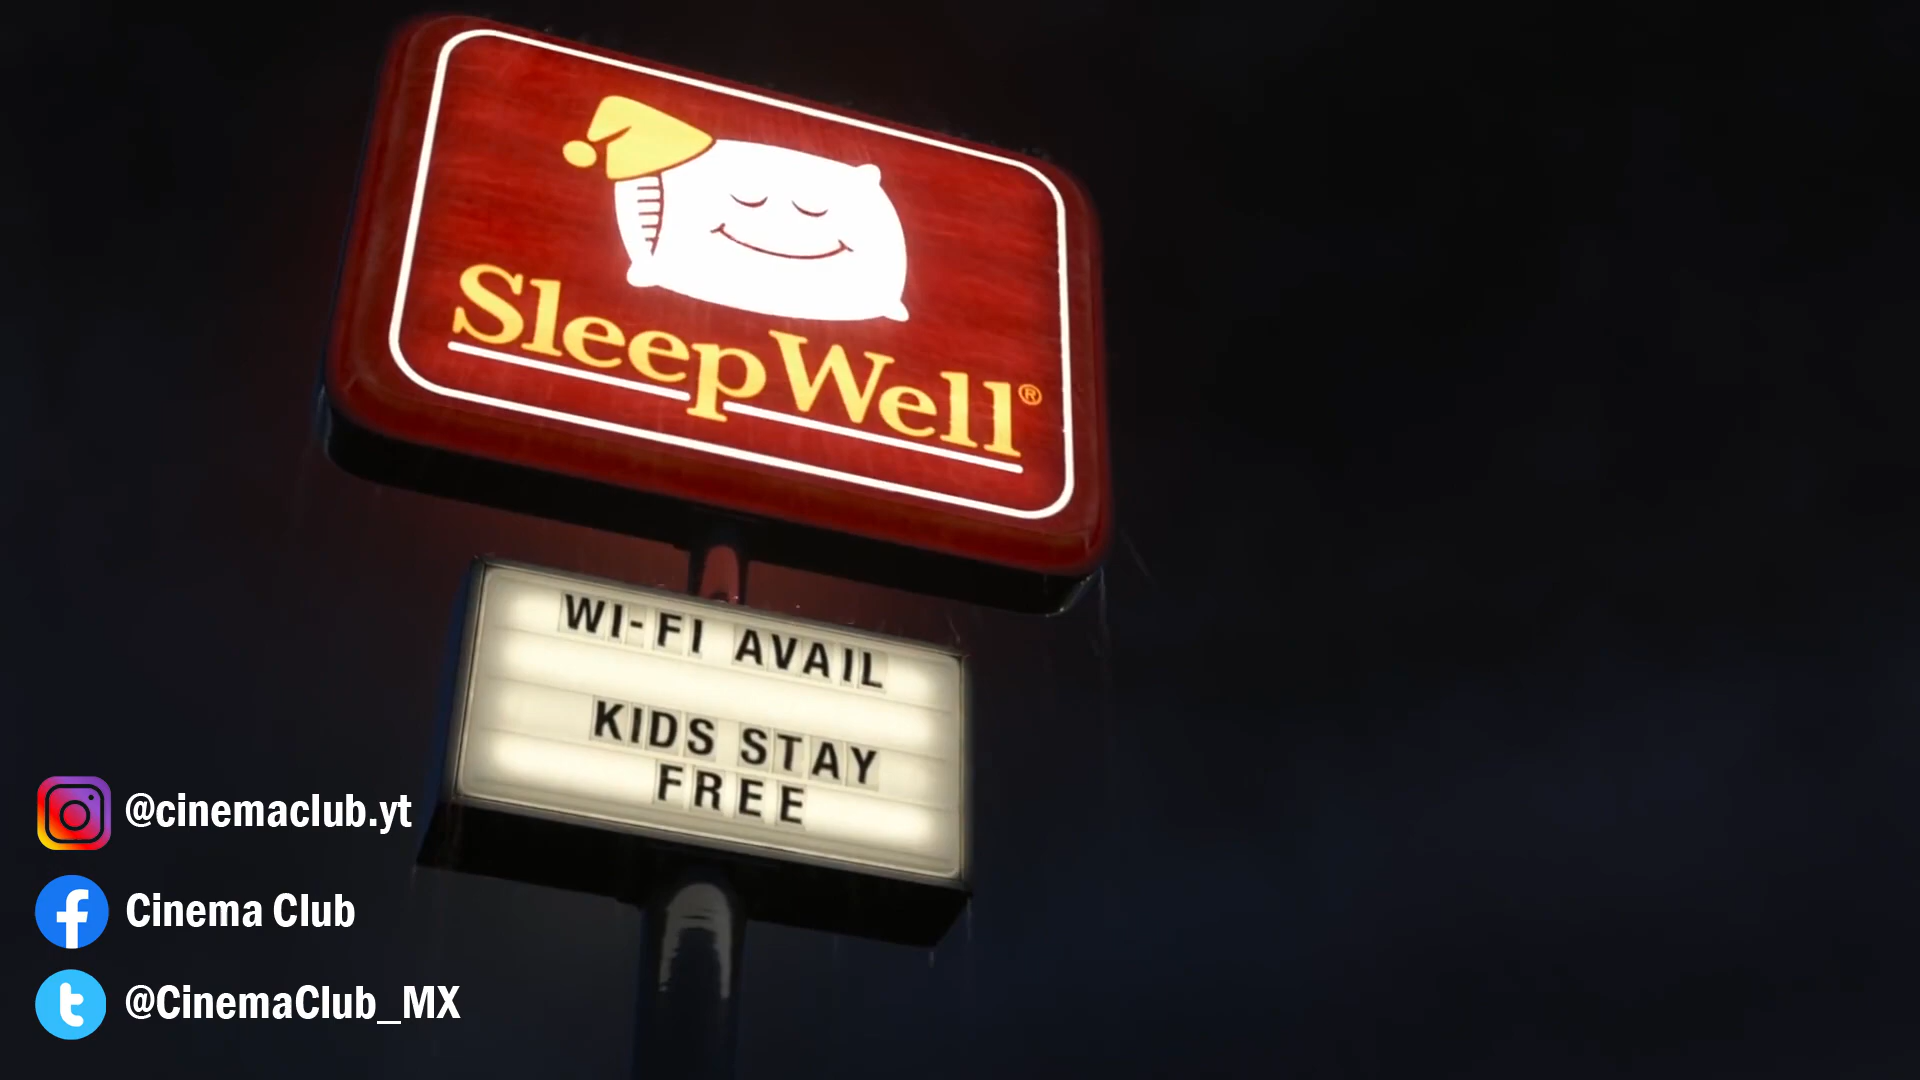 SleepWell®
WI-FI AVAIL
KIDS STAY
FREE
@cinemaclub.yt
Cinema Club
@CinemaClub_MX